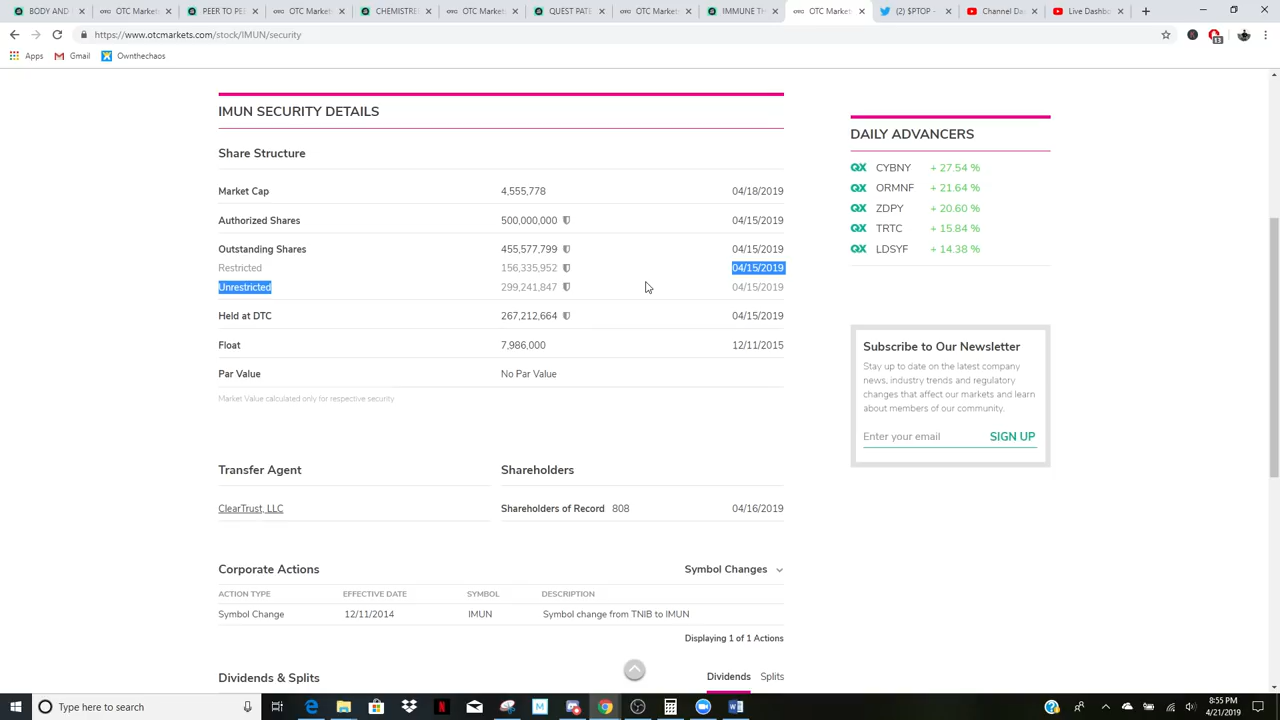 BODY AND
OTC Market
BLUE TER
OTC Market
CHEMISTRE
OTC Market
QUEST PATE
OTC Market
IMMUNE TH
OTC Market
(2) $PTOP -
Channel Da
Live Dashbo
https://www.otcmarkets.com/stock/IMUN/security
Apps Gmail Ownthechaos
IMUN SECURITY DETAILS
Share Structure
Market Cap 4,555,778 04/18/2019
Authorized Shares 500,000,000 04/15/2019
Outstanding Shares 455,577,799 04/15/2019
Restricted 156,335,952 04/15/2019
Unrestricted 299,241,847 04/15/2019
Held at DTC 267,212,664 04/15/2019
Float 7,986,000 12/11/2015
Par Value No Par Value
Market Value calculated only for respective security
Transfer Agent
ClearTrust, LLC
Shareholders
Shareholders of Record 808 04/16/2019
Corporate Actions Symbol Changes
ACTION TYPE EFFECTIVE DATE SYMBOL DESCRIPTION
Symbol Change 12/11/2014 IMUN Symbol change from TNIB to IMUN
Displaying 1 of 1 Actions
Dividends & Splits Dividends Splits
DAILY ADVANCERS
QX CYBNY + 27.54 %
QX ORMNF + 21.64 %
QX ZDPY + 20.60 %
QX TRTC + 15.84 %
QX LDSYF + 14.38 %
Subscribe to Our Newsletter
Stay up to date on the latest company
news, industry trends and regulatory
changes that affect our markets and learn
about members of our community.
Enter your email SIGN UP
Type here to search
8:55 PM
4/21/2019